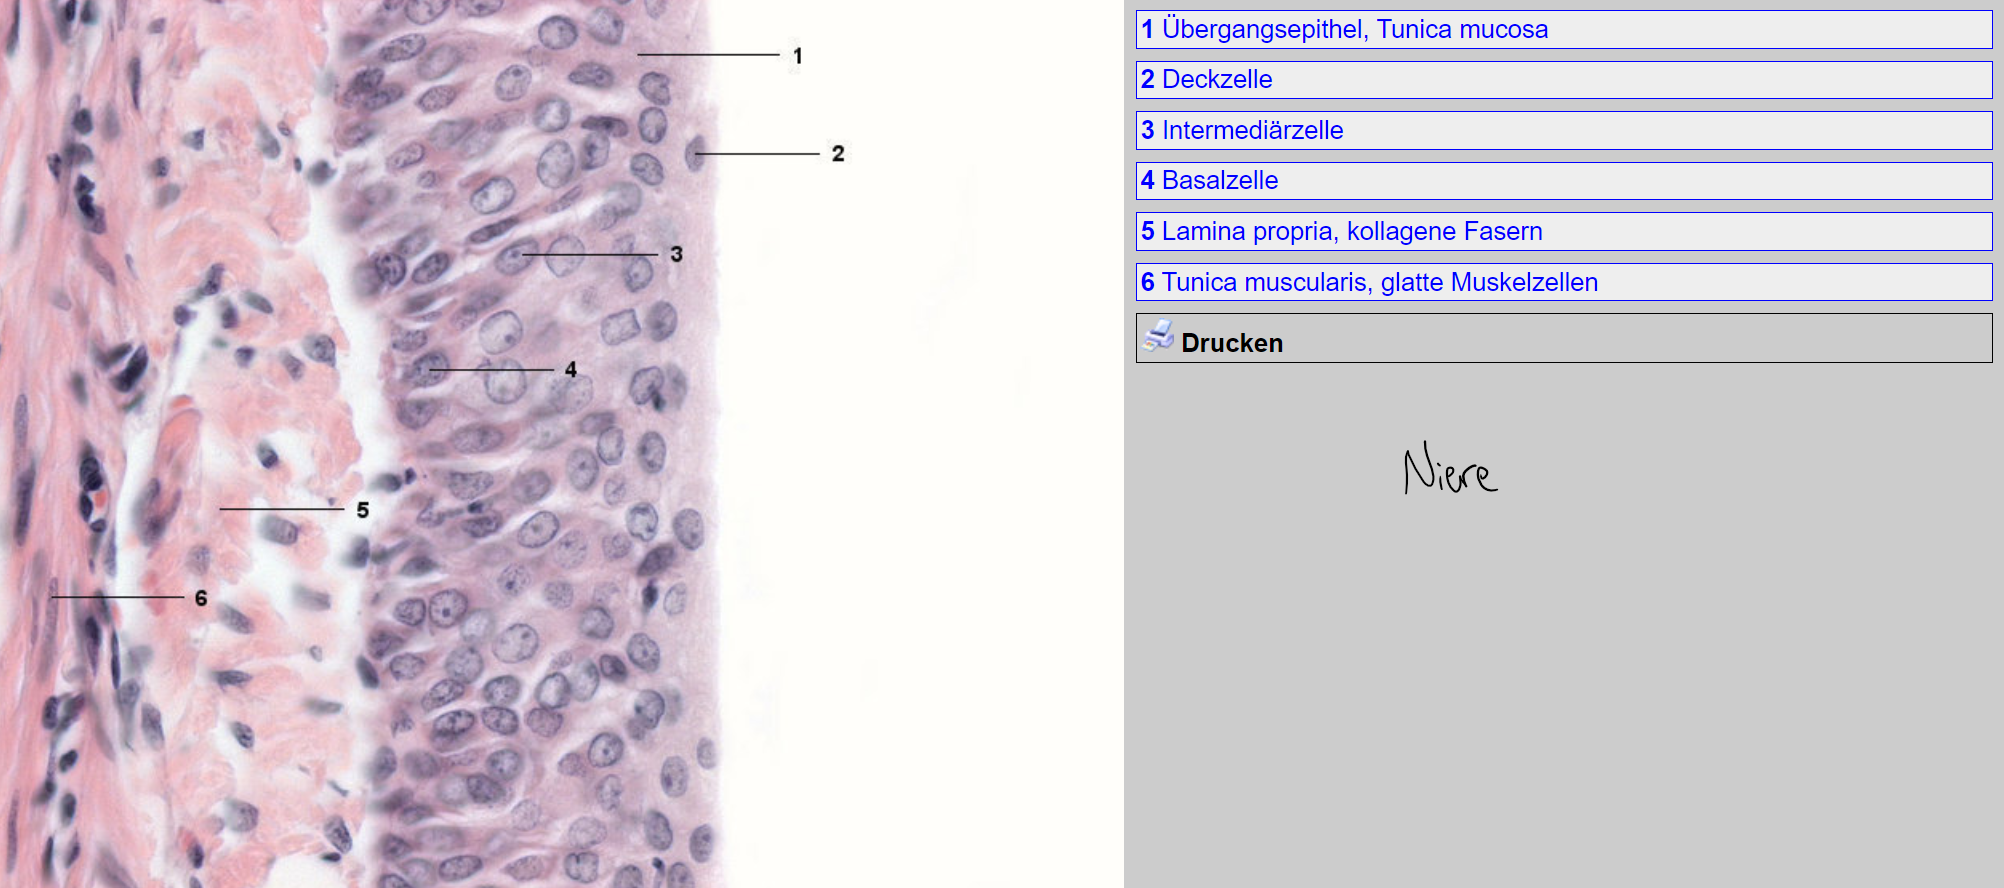 1
2
3
4
5
6
1 Übergangsepithel, Tunica mucosa
2 Deckzelle
3 Intermediärzelle
4 Basalzelle
5 Lamina propria, kollagene Fasern
6 Tunica muscularis, glatte Muskelzellen
Drucken
Niere